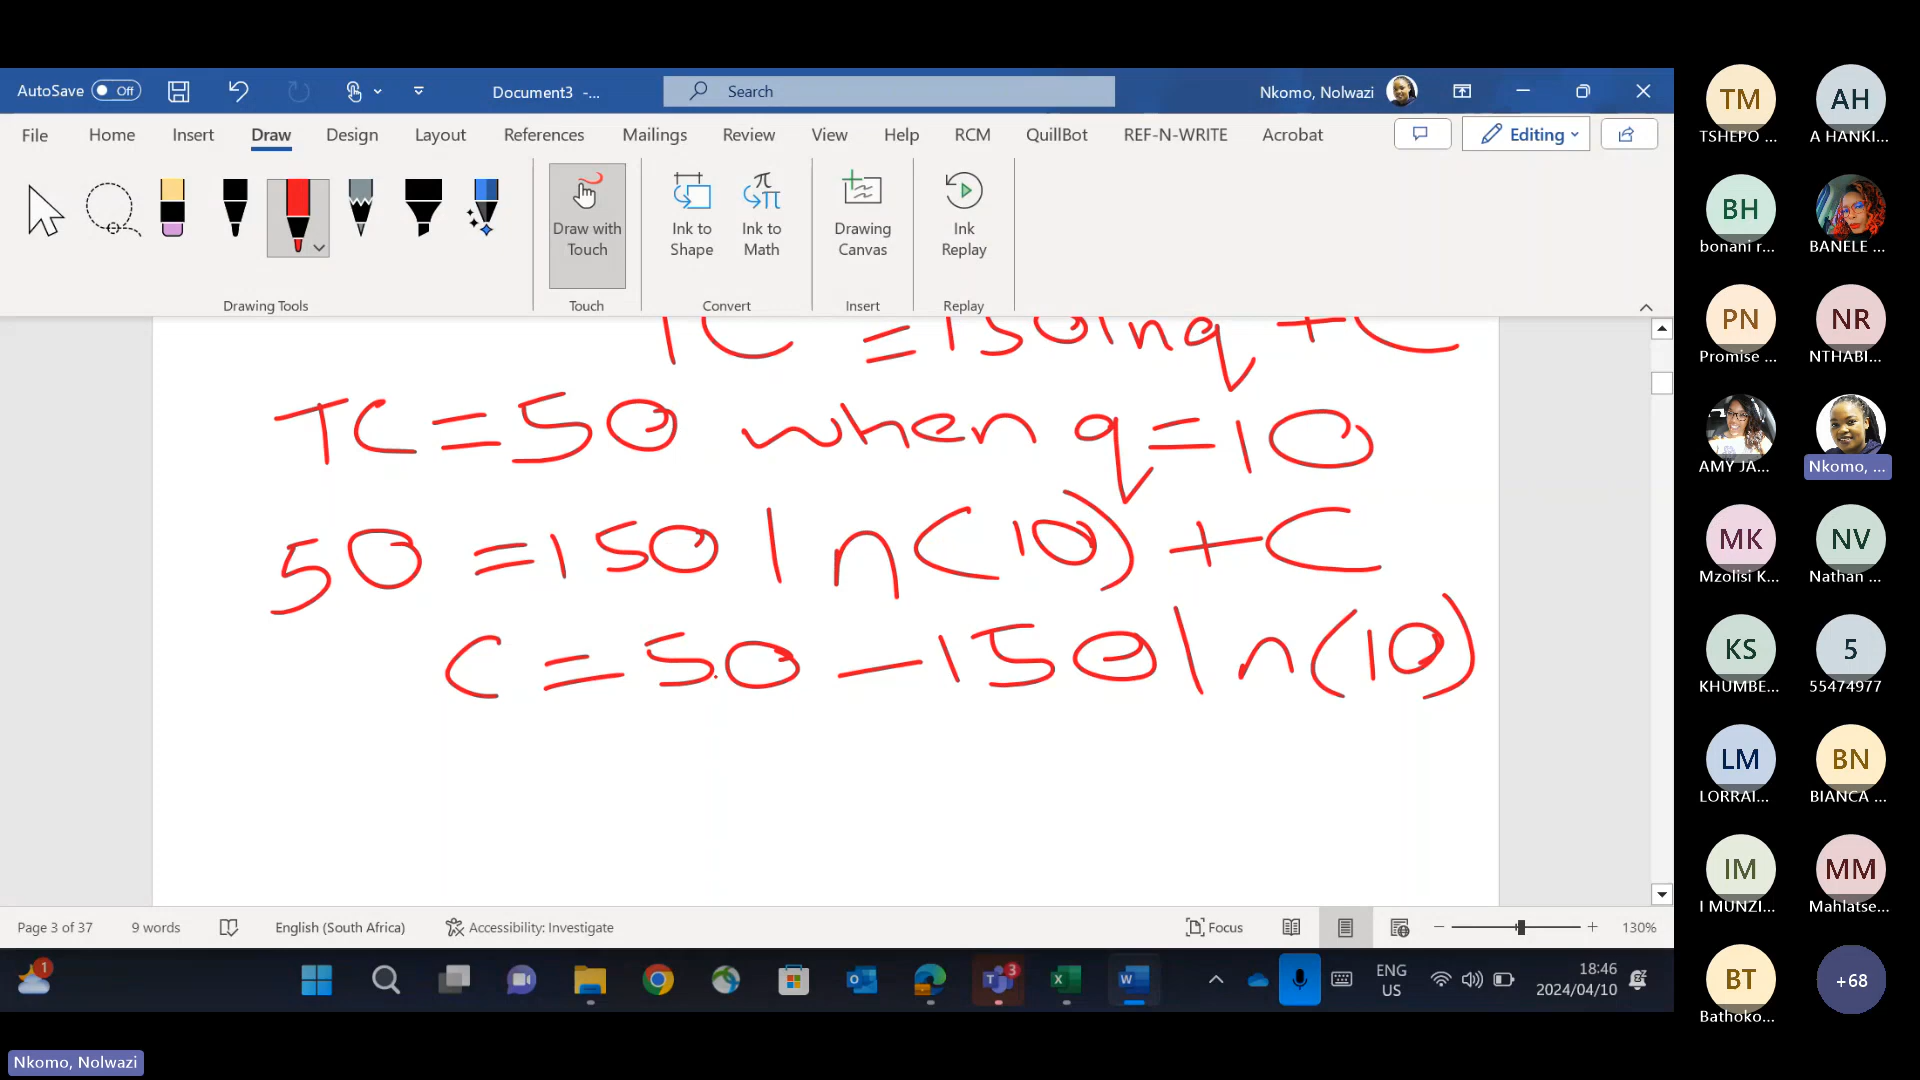 AutoSave Off Document3 -... Search Nkomo, Nolwazi
File Home Insert Draw Design Layout References Mailings Review View Help RCM QuillBot REF-N-WRITE Acrobat Editing
Draw with Touch
Ink to Shape
Ink to Math
Drawing Canvas
Ink Replay
Drawing Tools Touch Convert Insert Replay
TC = 150 ln q + C
TC = 50 when q = 10
50 = 150 ln(10) + C
C = 50 - 150 ln(10)
Page 3 of 37 9 words English (South Africa) Accessibility: Investigate Focus 130%
1 3 ENG US 18:46 2024/04/10
Nkomo, Nolwazi
TM AH
TSHEPO ... A HANKI...
BH
bonani r... BANELE ...
PN NR
Promise ... NTHABI...
AMY JA... Nkomo, ...
MK NV
Mzolisi K... Nathan ...
KS 5
KHUMBE... 55474977
LM BN
LORRAI... BIANCA ...
IM MM
I MUNZI... Mahlatse...
BT +68
Bathoko...